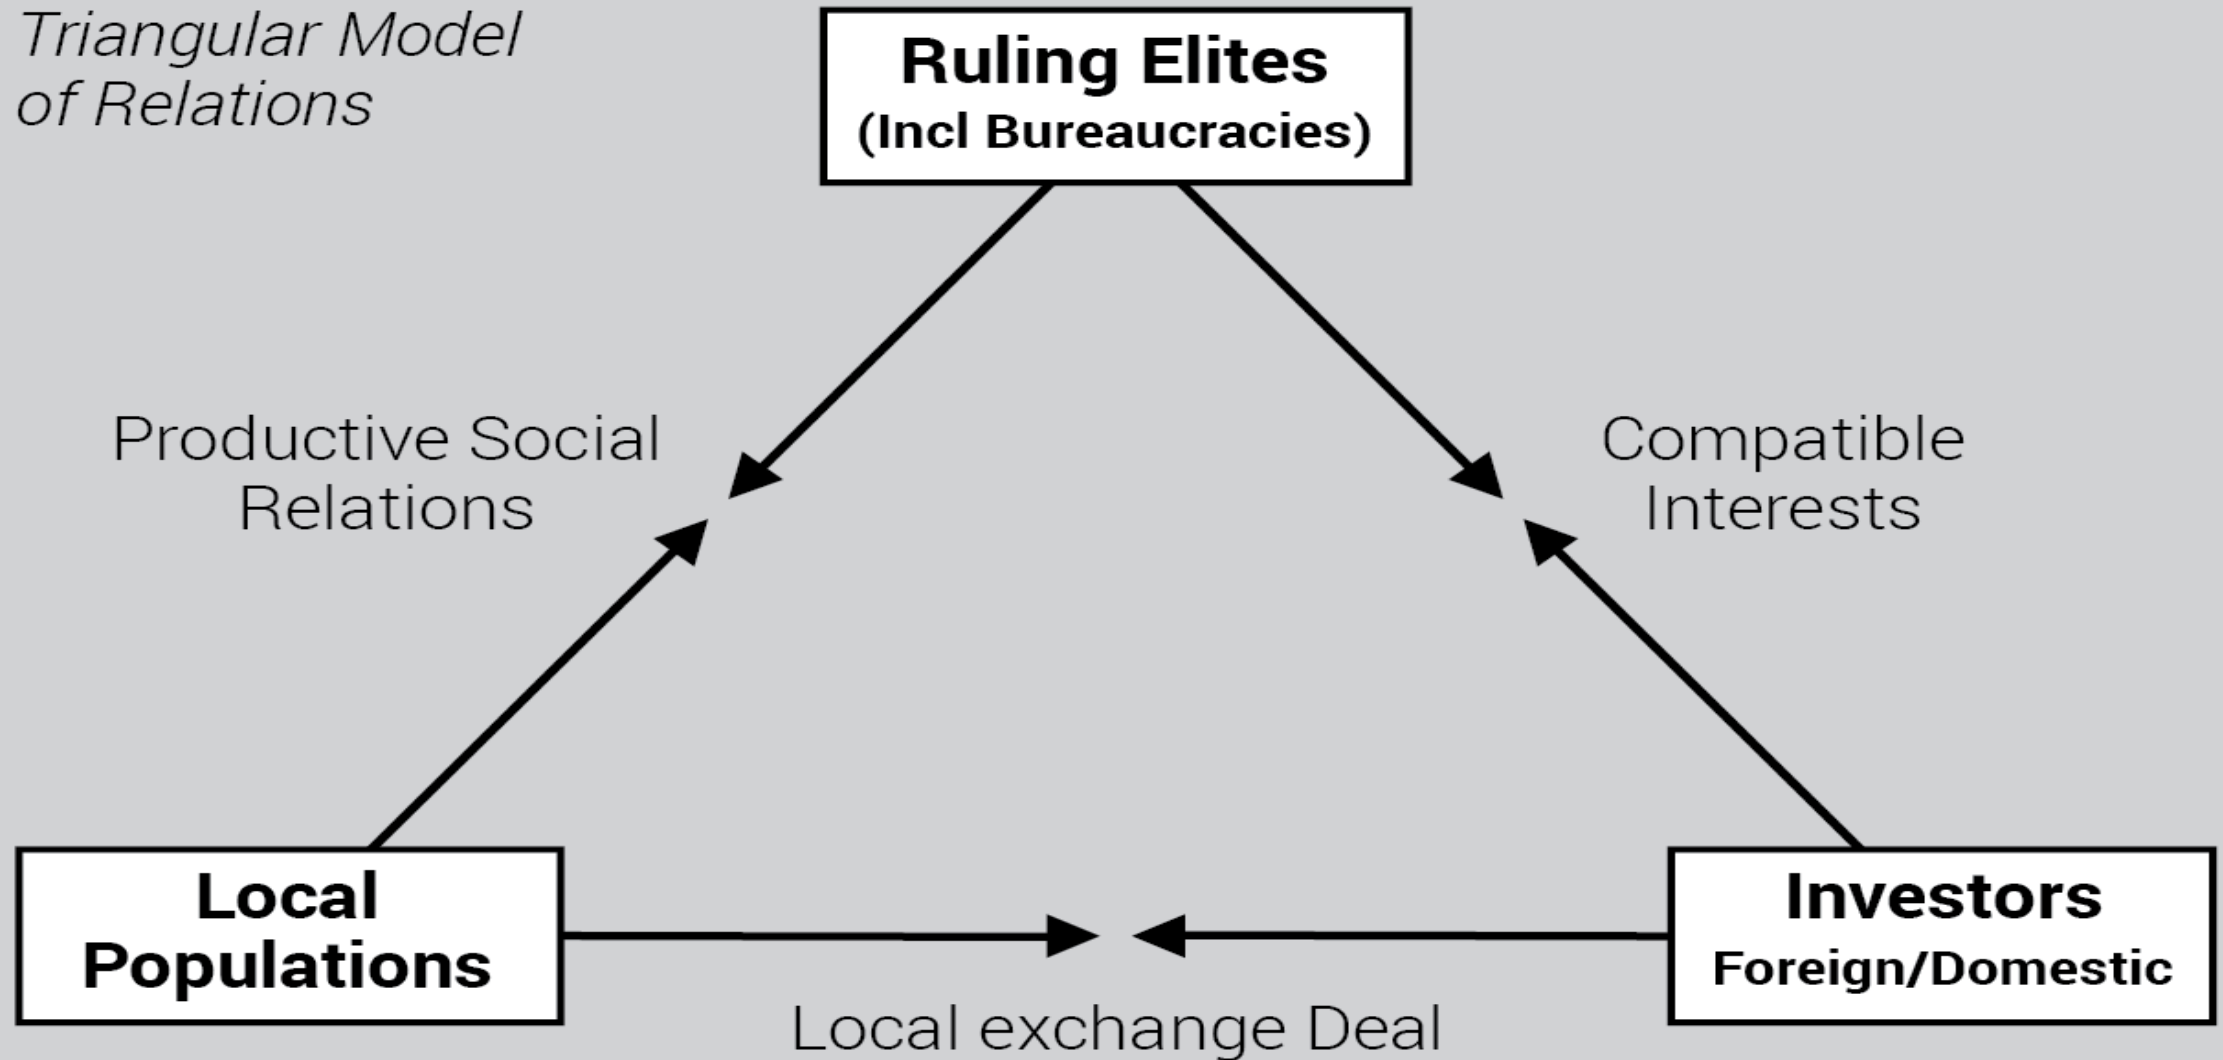 Triangular Model
of Relations
Ruling Elites
(Incl Bureaucracies)
Productive Social
Relations
Compatible
Interests
Local
Populations
Investors
Foreign/Domestic
Local exchange Deal